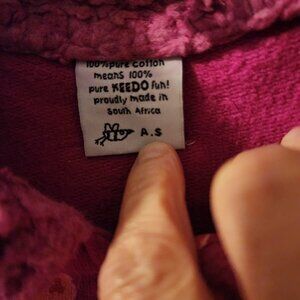 100% pure cotton
means 100%
pure KEEDO fun!
proudly made in
South Africa
A.S